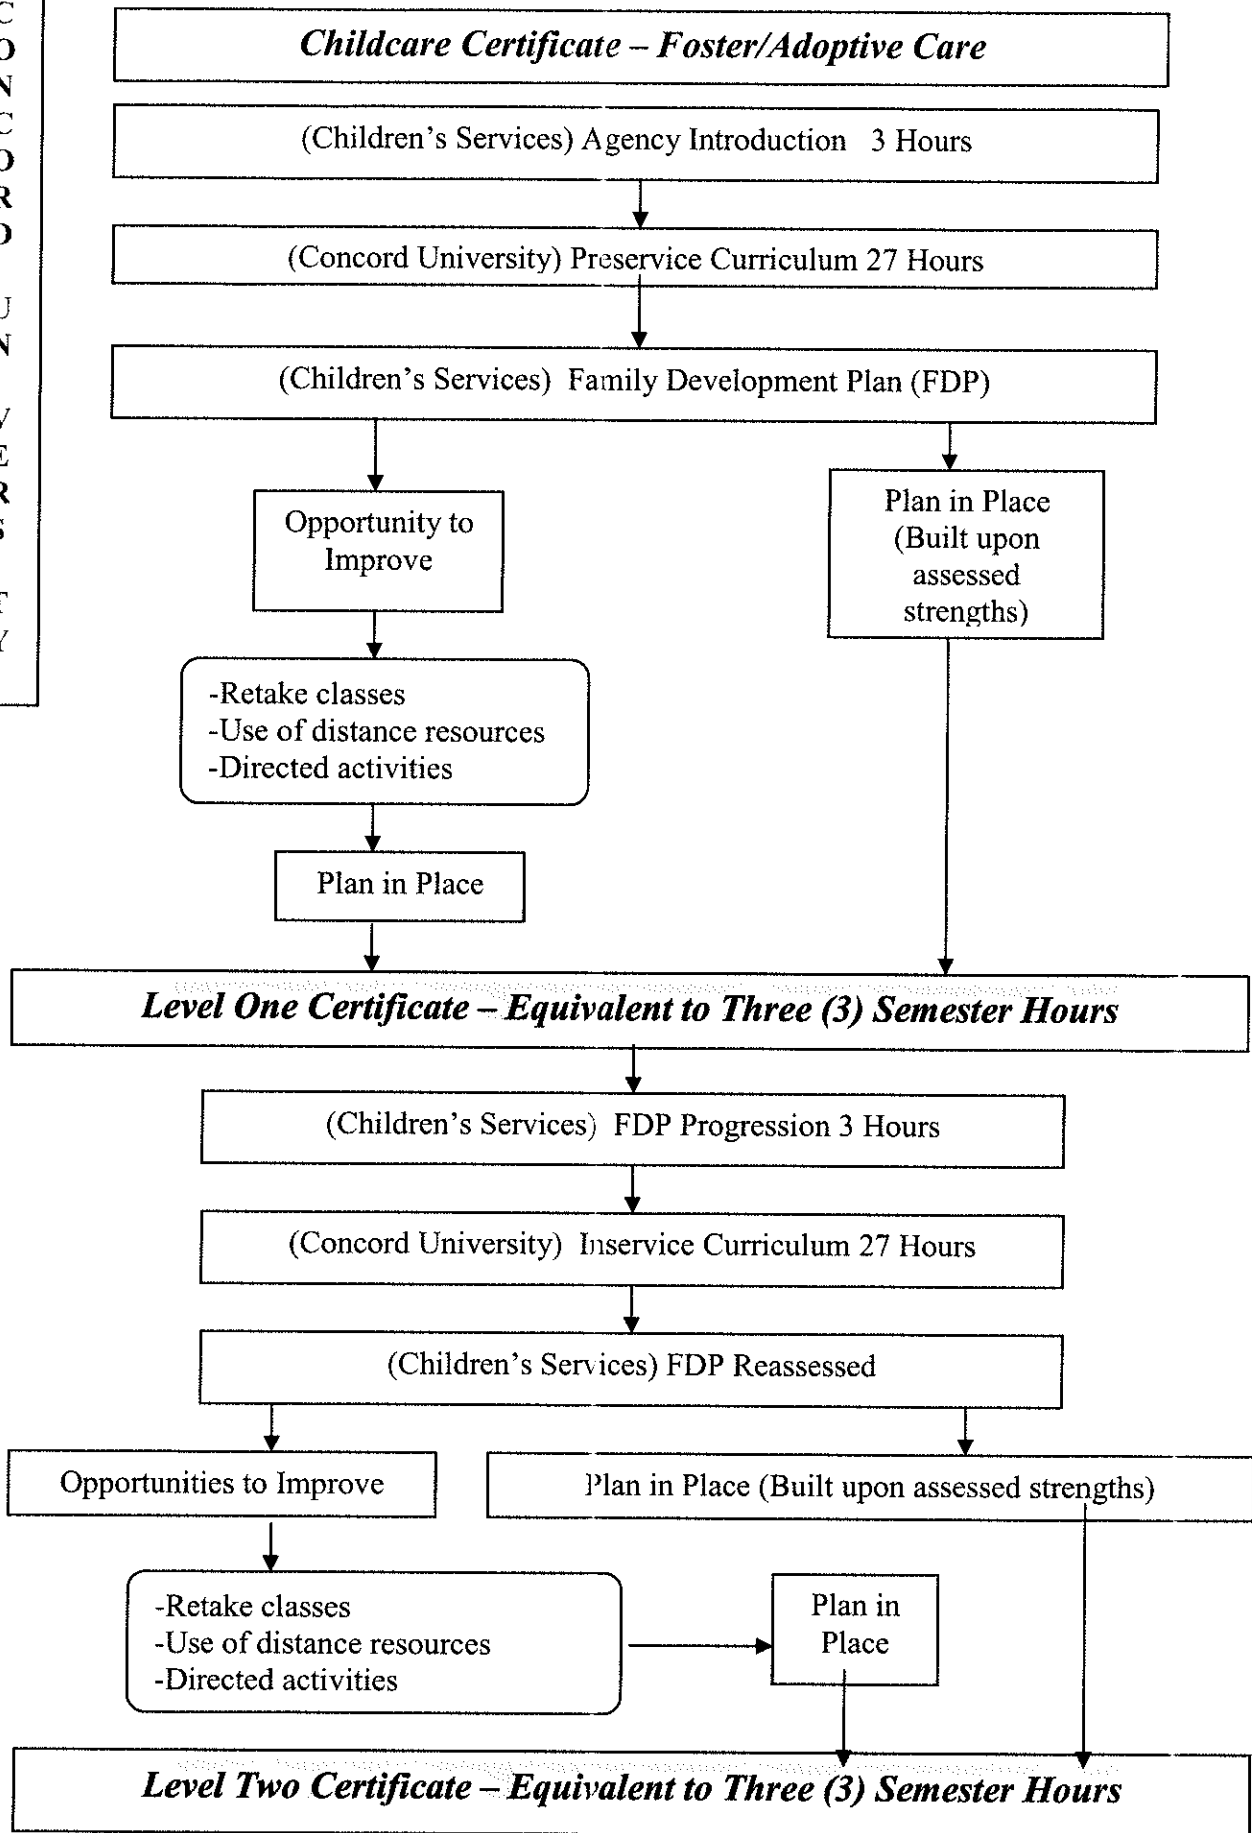 C
O
N
C
O
R
D
U
N
V
E
R
S
T
Y
Childcare Certificate – Foster/Adoptive Care
(Children's Services) Agency Introduction 3 Hours
(Concord University) Preservice Curriculum 27 Hours
(Children's Services) Family Development Plan (FDP)
Opportunity to
Improve
Plan in Place
(Built upon
assessed
strengths)
-Retake classes
-Use of distance resources
-Directed activities
Plan in Place
Level One Certificate – Equivalent to Three (3) Semester Hours
(Children's Services) FDP Progression 3 Hours
(Concord University) Inservice Curriculum 27 Hours
(Children's Services) FDP Reassessed
Opportunities to Improve
Plan in Place (Built upon assessed strengths)
-Retake classes
-Use of distance resources
-Directed activities
Plan in
Place
Level Two Certificate – Equivalent to Three (3) Semester Hours